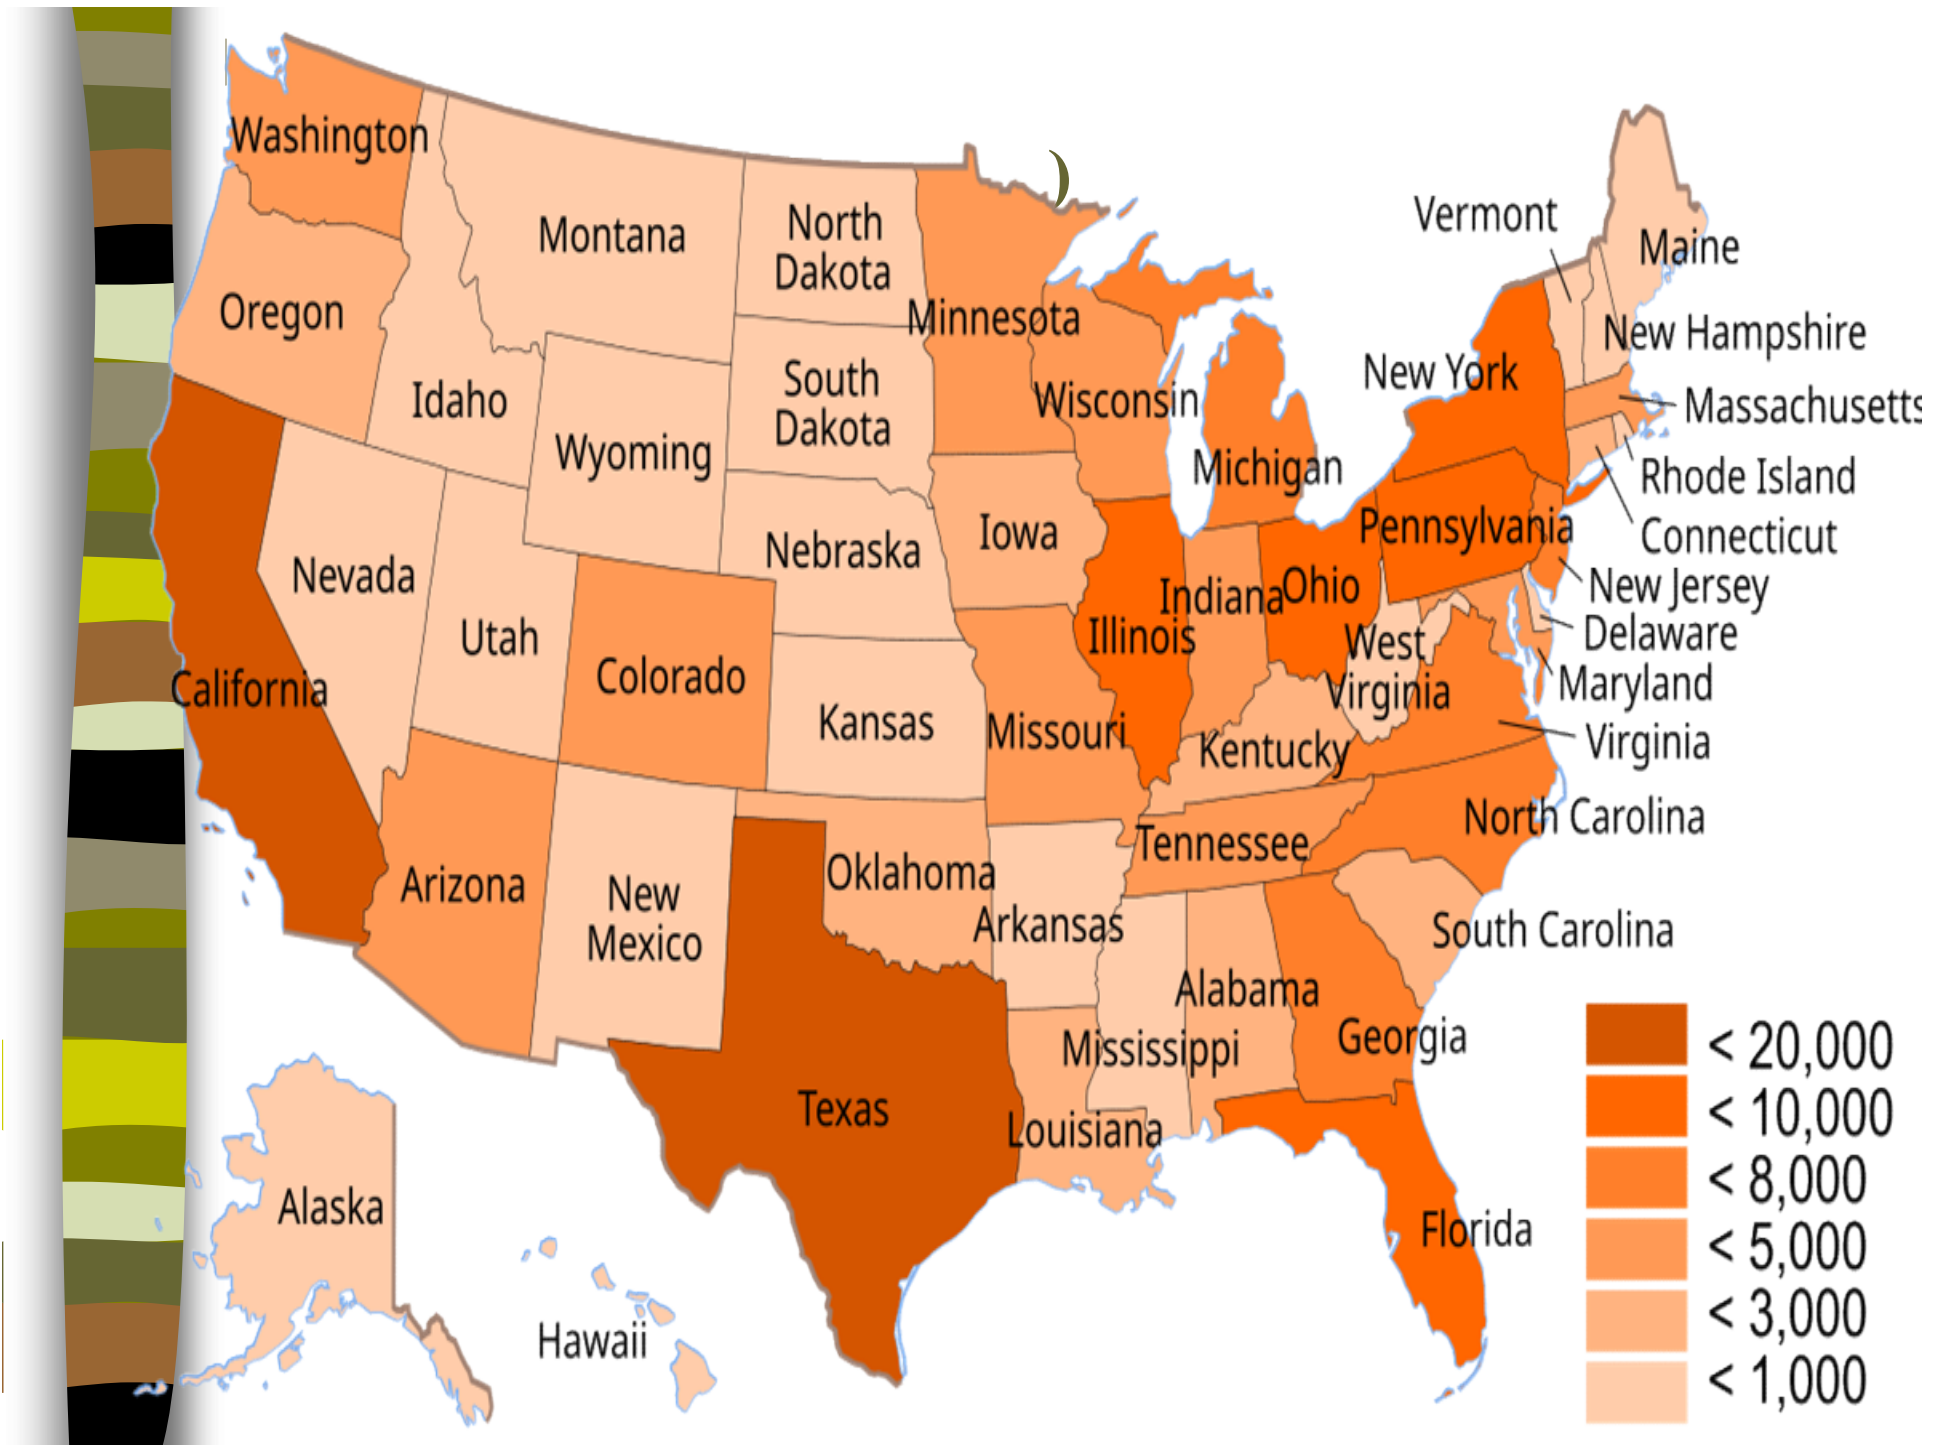 )
Washington
Montana
North
Dakota
Minnesota
Vermont
Maine
Oregon
Idaho
Wyoming
South
Dakota
Wisconsin
Michigan
New York
New Hampshire
Massachusetts
Rhode Island
Connecticut
New Jersey
Delaware
Maryland
Virginia
Nevada
Utah
Colorado
Nebraska
Iowa
Illinois
Indiana
Ohio
Pennsylvania
West
Virginia
California
Kansas
Missouri
Kentucky
North Carolina
Tennessee
Arizona
New
Mexico
Oklahoma
Arkansas
South Carolina
Alabama
Mississippi
Georgia
Texas
Louisiana
Florida
Alaska
Hawaii
< 20,000
< 10,000
< 8,000
< 5,000
< 3,000
< 1,000